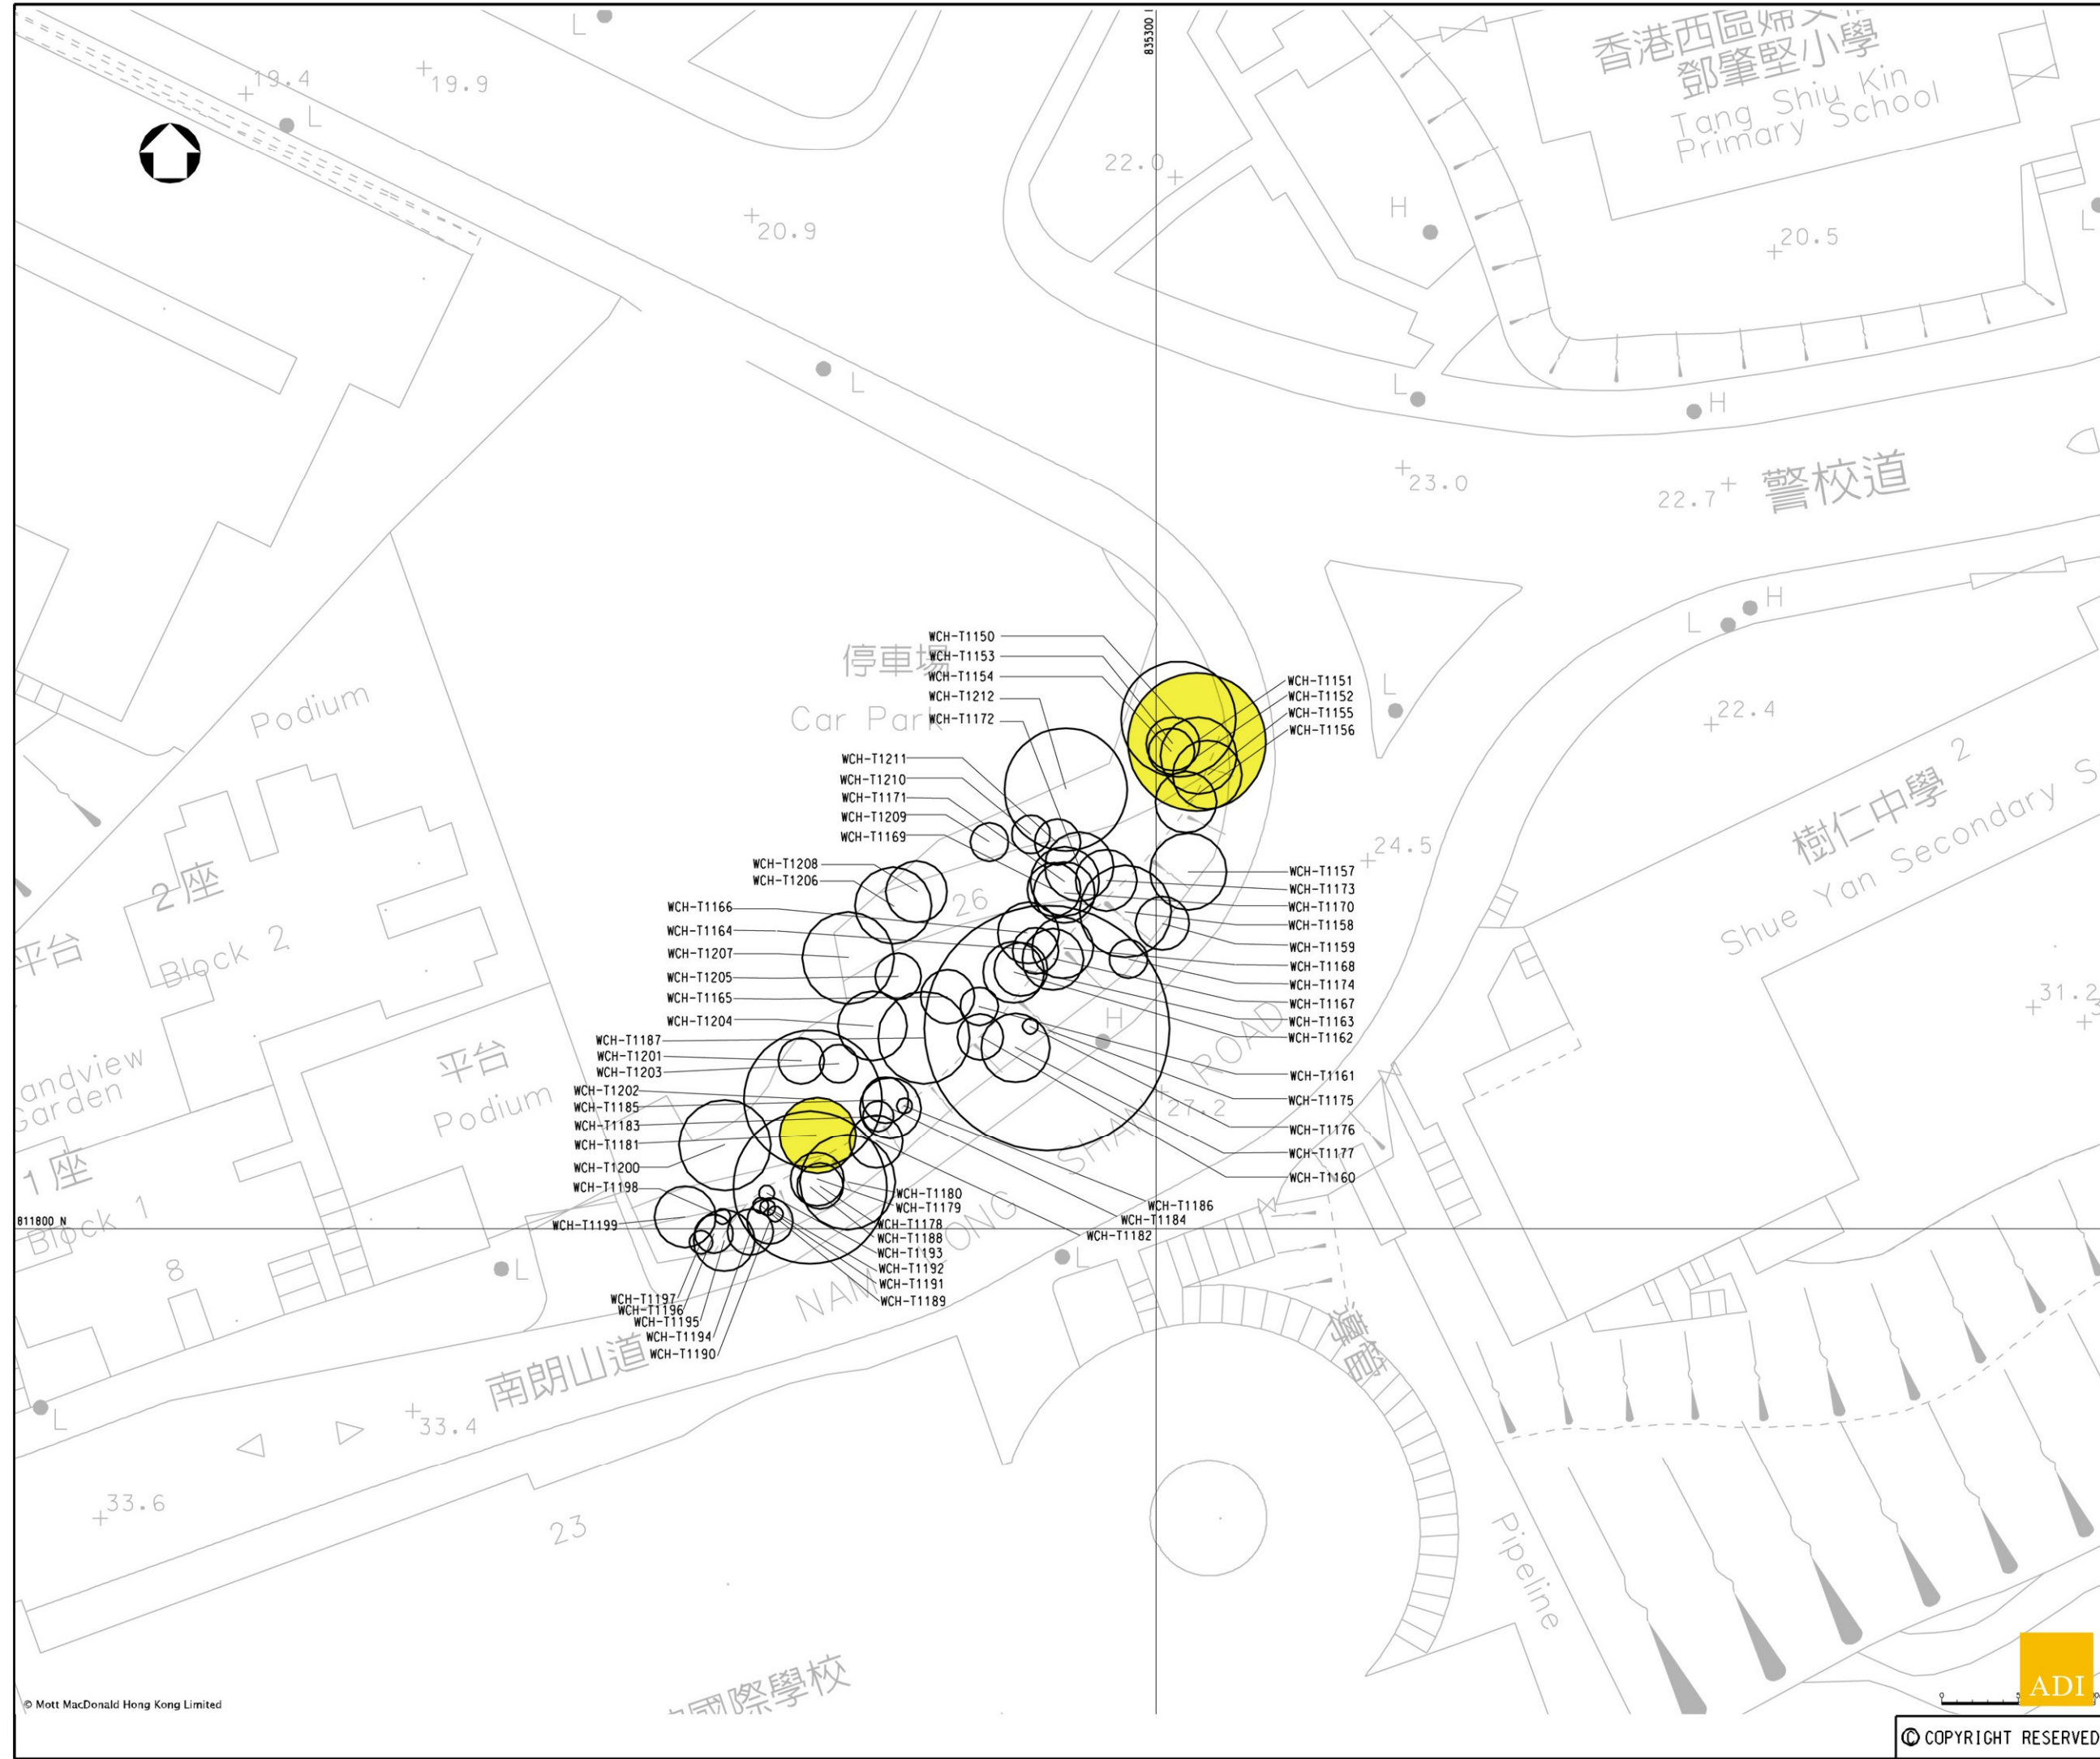 L
835300
香港西區婦
鄧肇堅小學
Tang Shiu Kin
Primary School
19.4
19.9
L
22.0
20.9
H
20.5
L
L
L
H
23.0
22.7
警校道
H
L
停車場
Car Park
WCH-T1150
WCH-T1153
WCH-T1154
WCH-T1212
WCH-T1172
WCH-T1151
WCH-T1152
WCH-T1155
WCH-T1156
L
22.4
Podium
WCH-T1211
WCH-T1210
WCH-T1171
WCH-T1209
WCH-T1169
樹仁中學
2
Shue Yan Secondary S
24.5
WCH-T1208
WCH-T1206
26
WCH-T1157
WCH-T1173
WCH-T1170
WCH-T1158
WCH-T1159
WCH-T1168
WCH-T1174
WCH-T1167
WCH-T1163
WCH-T1162
WCH-T1161
WCH-T1175
WCH-T1176
WCH-T1177
WCH-T1160
2座
Block 2
平台
WCH-T1166
WCH-T1164
WCH-T1207
WCH-T1205
WCH-T1165
WCH-T1204
WCH-T1187
WCH-T1201
WCH-T1203
WCH-T1202
WCH-T1185
WCH-T1183
WCH-T1181
WCH-T1200
WCH-T1198
WCH-T1199
31.2
H
平台
Podium
andview
Garden
27.2
1座
Block 1
811800 N
8
L
WCH-T1180
WCH-T1179
WCH-T1178
WCH-T1188
WCH-T1193
WCH-T1192
WCH-T1191
WCH-T1189
WCH-T1186
WCH-T1184
WCH-T1182
L
WCH-T1197
WCH-T1196
WCH-T1195
WCH-T1194
WCH-T1190
南朗山道
SHAN ROAD
導管
L
33.4
33.6
23
Pipeline
國際學校
© Mott MacDonald Hong Kong Limited
ADI
© COPYRIGHT RESERVED